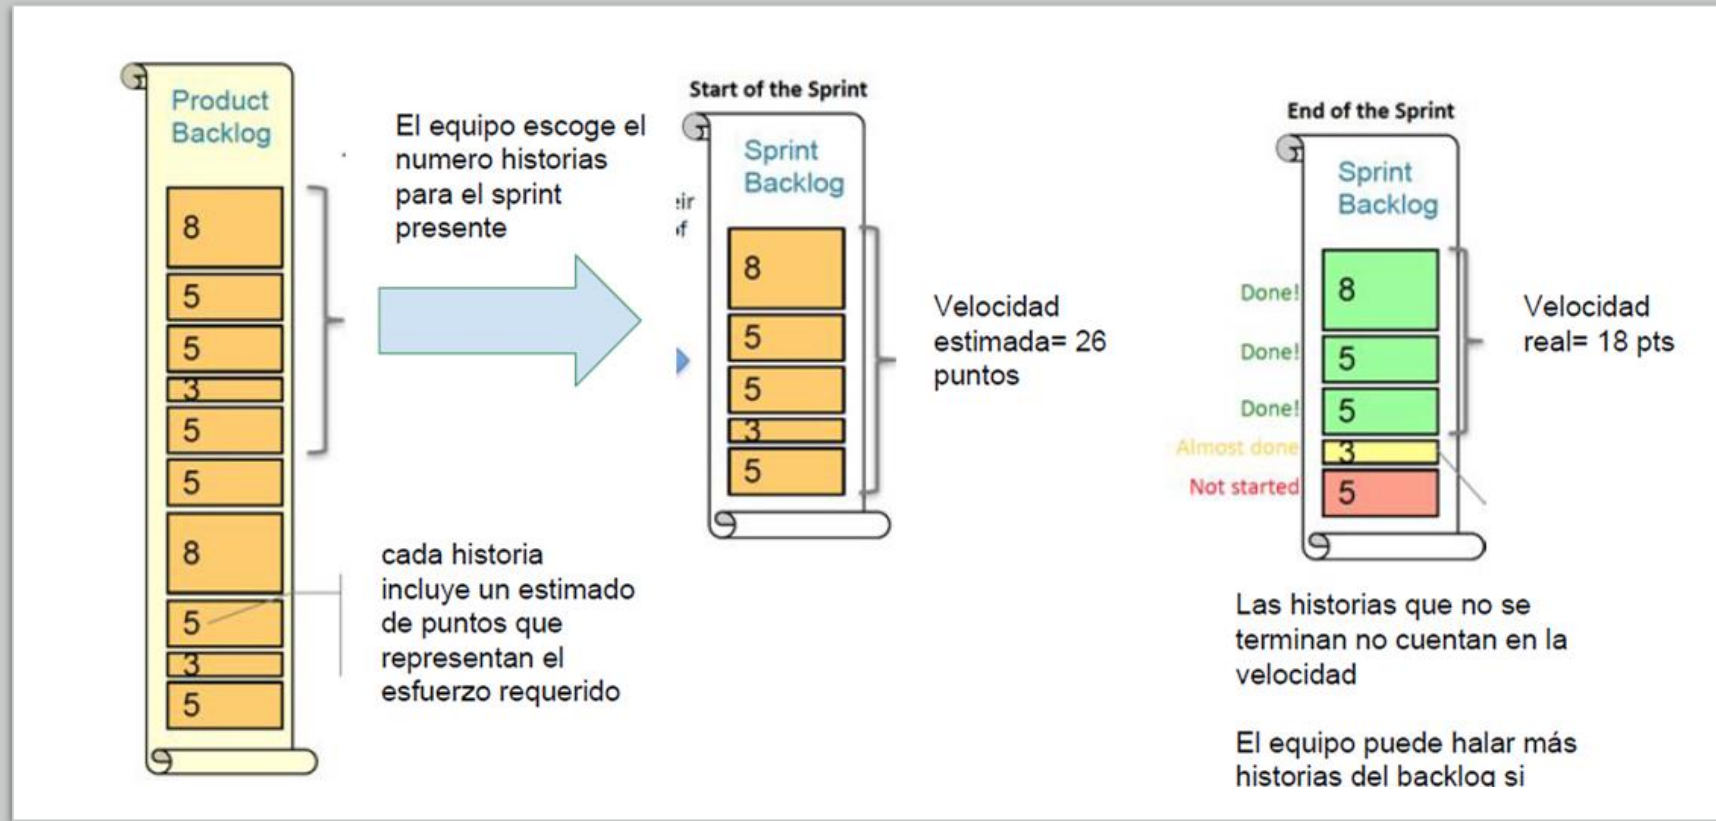 Product
Backlog
8
5
5
3
5
5
8
5
3
5
El equipo escoge el
numero historias
para el sprint
presente
cada historia
incluye un estimado
de puntos que
representan el
esfuerzo requerido
Start of the Sprint
Sprint
Backlog
eir
of
8
5
5
3
5
Velocidad
estimada= 26
puntos
End of the Sprint
Sprint
Backlog
Done! 8
Done! 5
Done! 5
Almost done 3
Not started 5
Velocidad
real= 18 pts
Las historias que no se
terminan no cuentan en la
velocidad
El equipo puede halar más
historias del backlog si